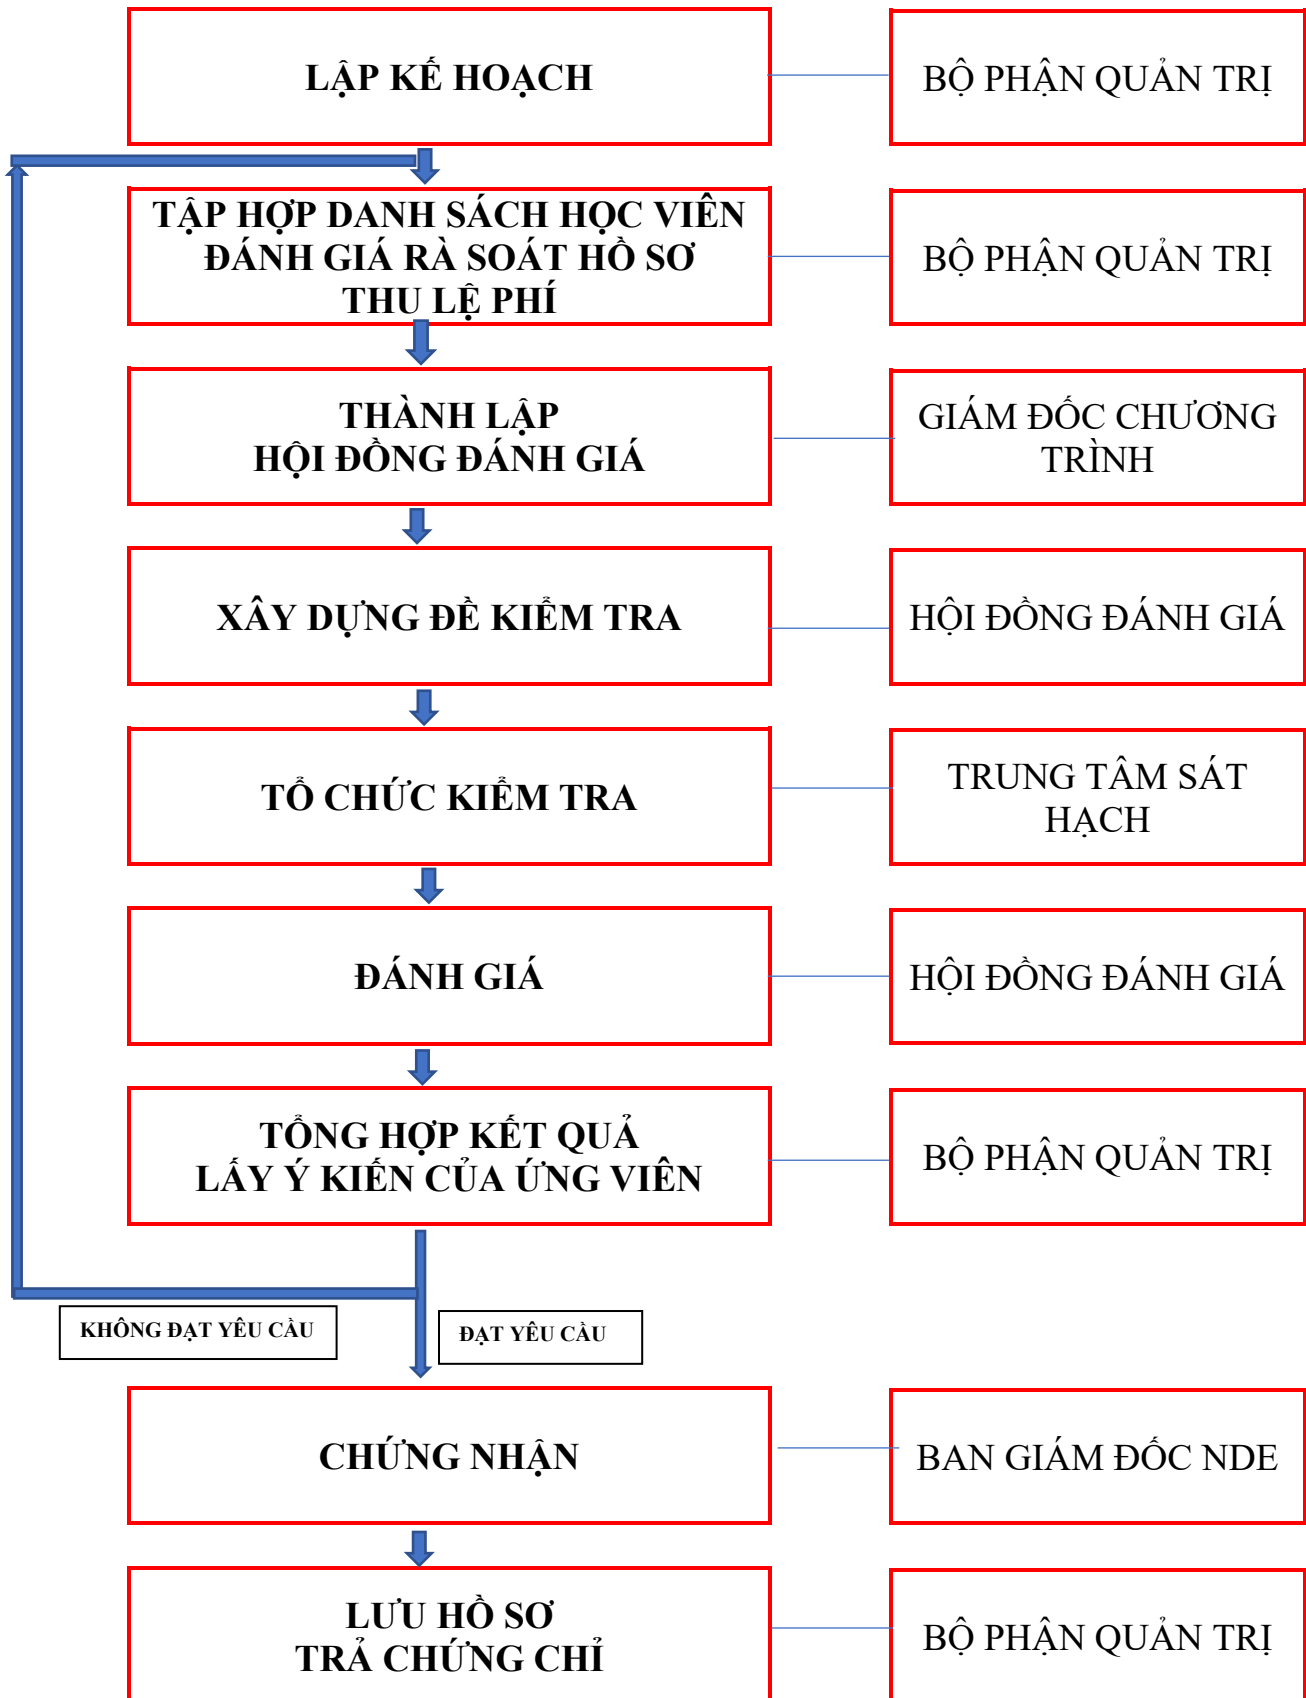 LẬP KẾ HOẠCH
BỘ PHẬN QUẢN TRỊ
TẬP HỢP DANH SÁCH HỌC VIÊN
ĐÁNH GIÁ RÀ SOÁT HỒ SƠ
THU LỆ PHÍ
BỘ PHẬN QUẢN TRỊ
THÀNH LẬP
HỘI ĐỒNG ĐÁNH GIÁ
GIÁM ĐỐC CHƯƠNG
TRÌNH
XÂY DỰNG ĐỀ KIỂM TRA
HỘI ĐỒNG ĐÁNH GIÁ
TỔ CHỨC KIỂM TRA
TRUNG TÂM SÁT
HẠCH
ĐÁNH GIÁ
HỘI ĐỒNG ĐÁNH GIÁ
TỔNG HỢP KẾT QUẢ
LẤY Ý KIẾN CỦA ỨNG VIÊN
BỘ PHẬN QUẢN TRỊ
KHÔNG ĐẠT YÊU CẦU
ĐẠT YÊU CẦU
CHỨNG NHẬN
BAN GIÁM ĐỐC NDE
LƯU HỒ SƠ
TRẢ CHỨNG CHỈ
BỘ PHẬN QUẢN TRỊ